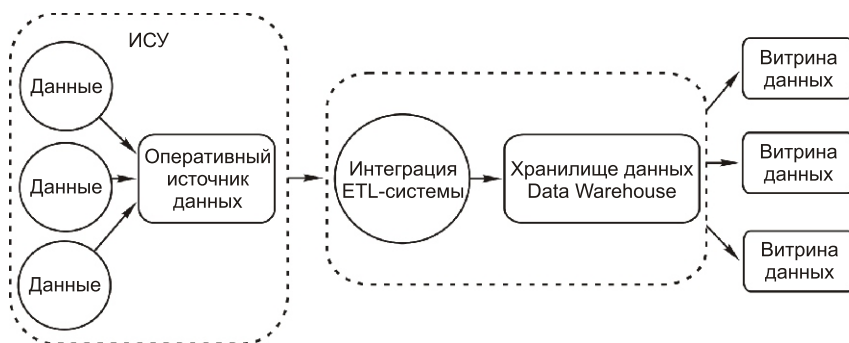 ИСУ
Данные
Данные
Данные
Оперативный
источник
данных
Интеграция
ETL-системы
Хранилище данных
Data Warehouse
Витрина
данных
Витрина
данных
Витрина
данных